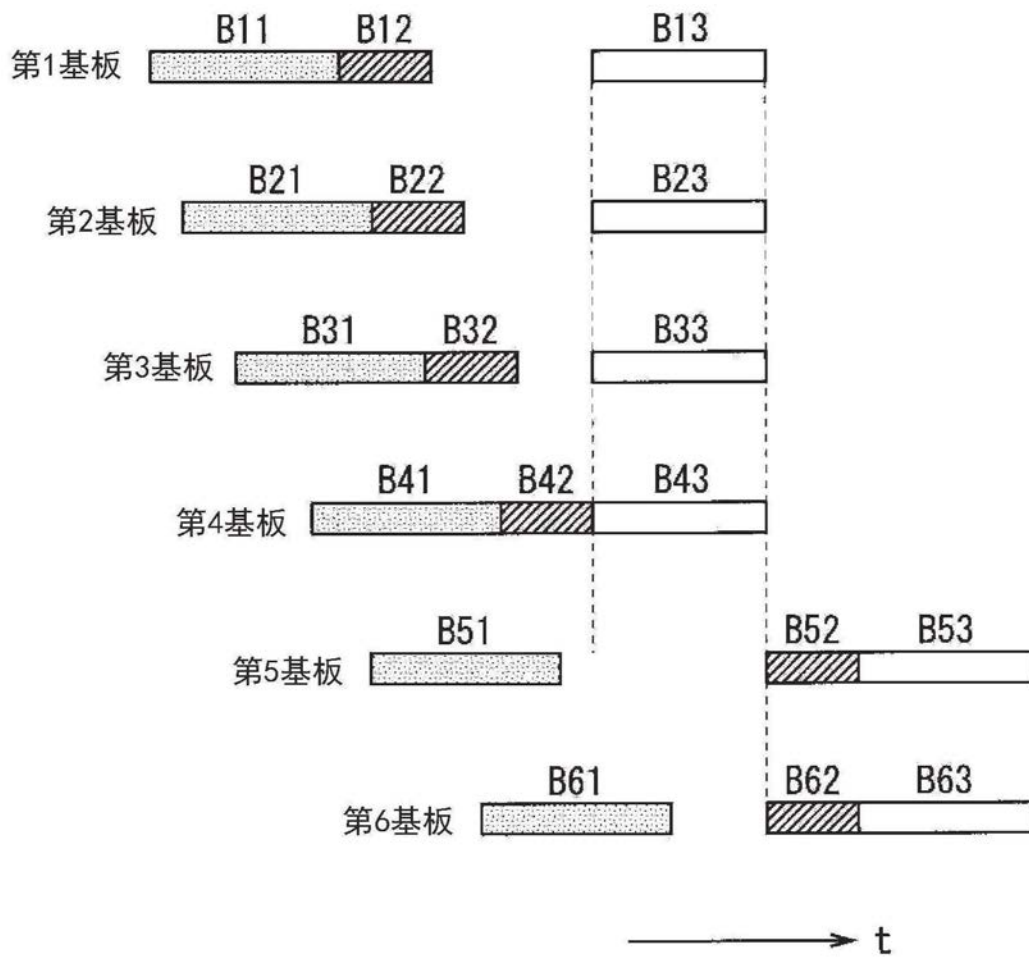 B11 B12 B13
第1基板
B21 B22 B23
第2基板
B31 B32 B33
第3基板
B41 B42 B43
第4基板
B51 B52 B53
第5基板
B61 B62 B63
第6基板
t